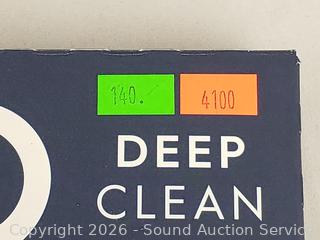 140.
4100
DEEP
CLEAN
Copyright 2026 - Sound Auction Service